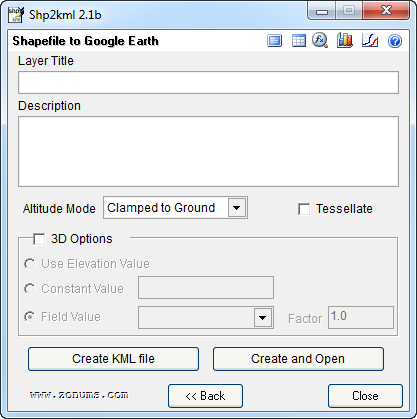 Shp2kml 2.1b
Shapefile to Google Earth
Layer Title
Description
Altitude Mode Clamped to Ground Tessellate
3D Options
Use Elevation Value
Constant Value
Field Value Factor 1.0
Create KML file Create and Open
www.zonums.com << Back Close